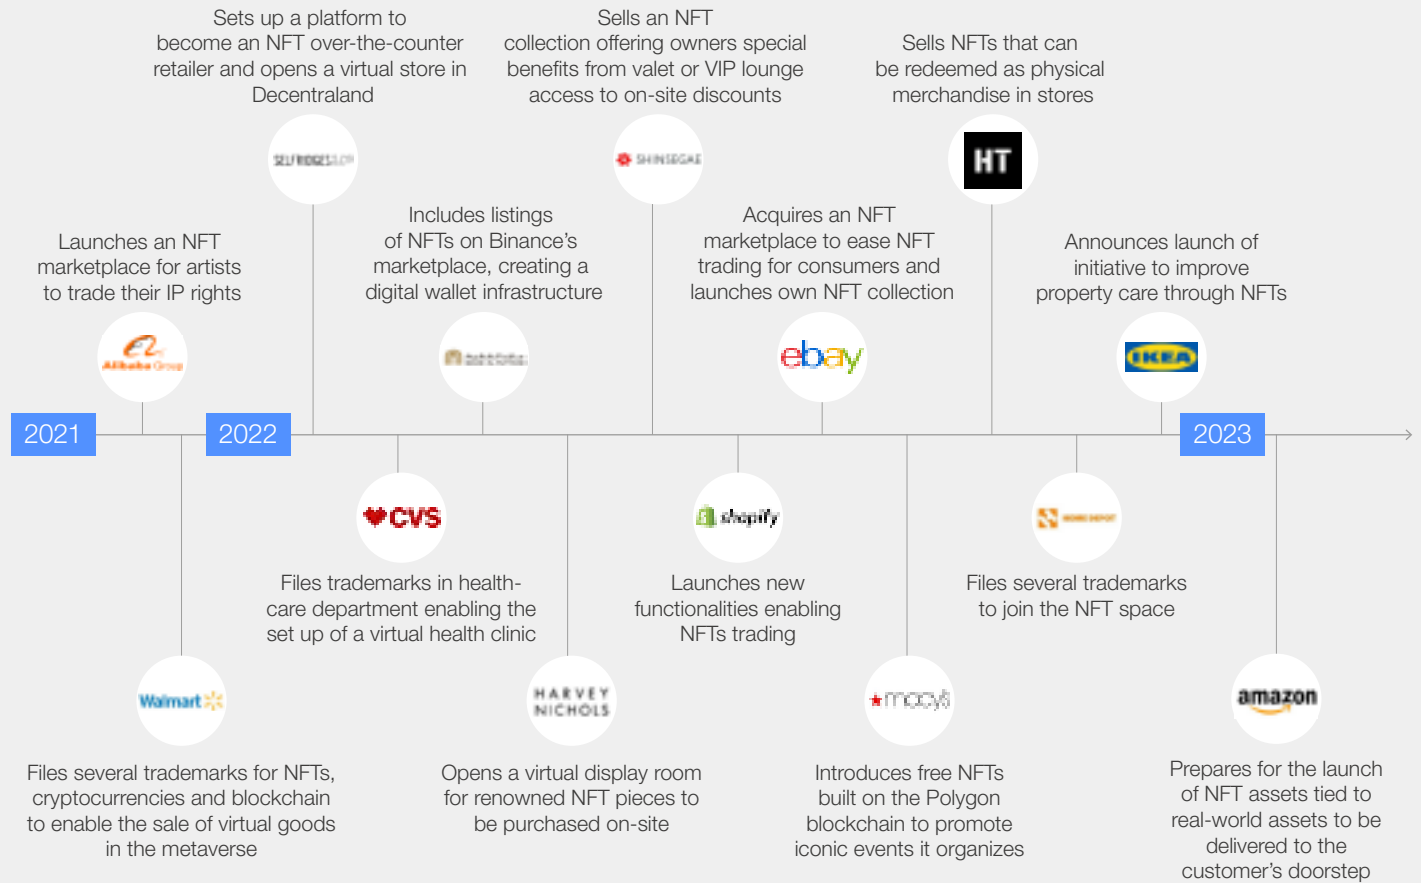 Sets up a platform to
become an NFT over-the-counter
retailer and opens a virtual store in
Decentraland
SELFRIDGES&CO
Sells an NFT
collection offering owners special
benefits from valet or VIP lounge
access to on-site discounts
SHINSEGAE
Sells NFTs that can
be redeemed as physical
merchandise in stores
HT
Launches an NFT
marketplace for artists
to trade their IP rights
Alibaba Group
Includes listings
of NFTs on Binance’s
marketplace, creating a
digital wallet infrastructure
Acquires an NFT
marketplace to ease NFT
trading for consumers and
launches own NFT collection
ebay
Announces launch of
initiative to improve
property care through NFTs
IKEA
2021
2022
2023
CVS
Files trademarks in health-
care department enabling the
set up of a virtual health clinic
shopify
Launches new
functionalities enabling
NFTs trading
HOME DEPOT
Files several trademarks
to join the NFT space
Walmart
Files several trademarks for NFTs,
cryptocurrencies and blockchain
to enable the sale of virtual goods
in the metaverse
HARVEY
NICHOLS
Opens a virtual display room
for renowned NFT pieces to
be purchased on-site
macy's
Introduces free NFTs
built on the Polygon
blockchain to promote
iconic events it organizes
amazon
Prepares for the launch
of NFT assets tied to
real-world assets to be
delivered to the
customer’s doorstep